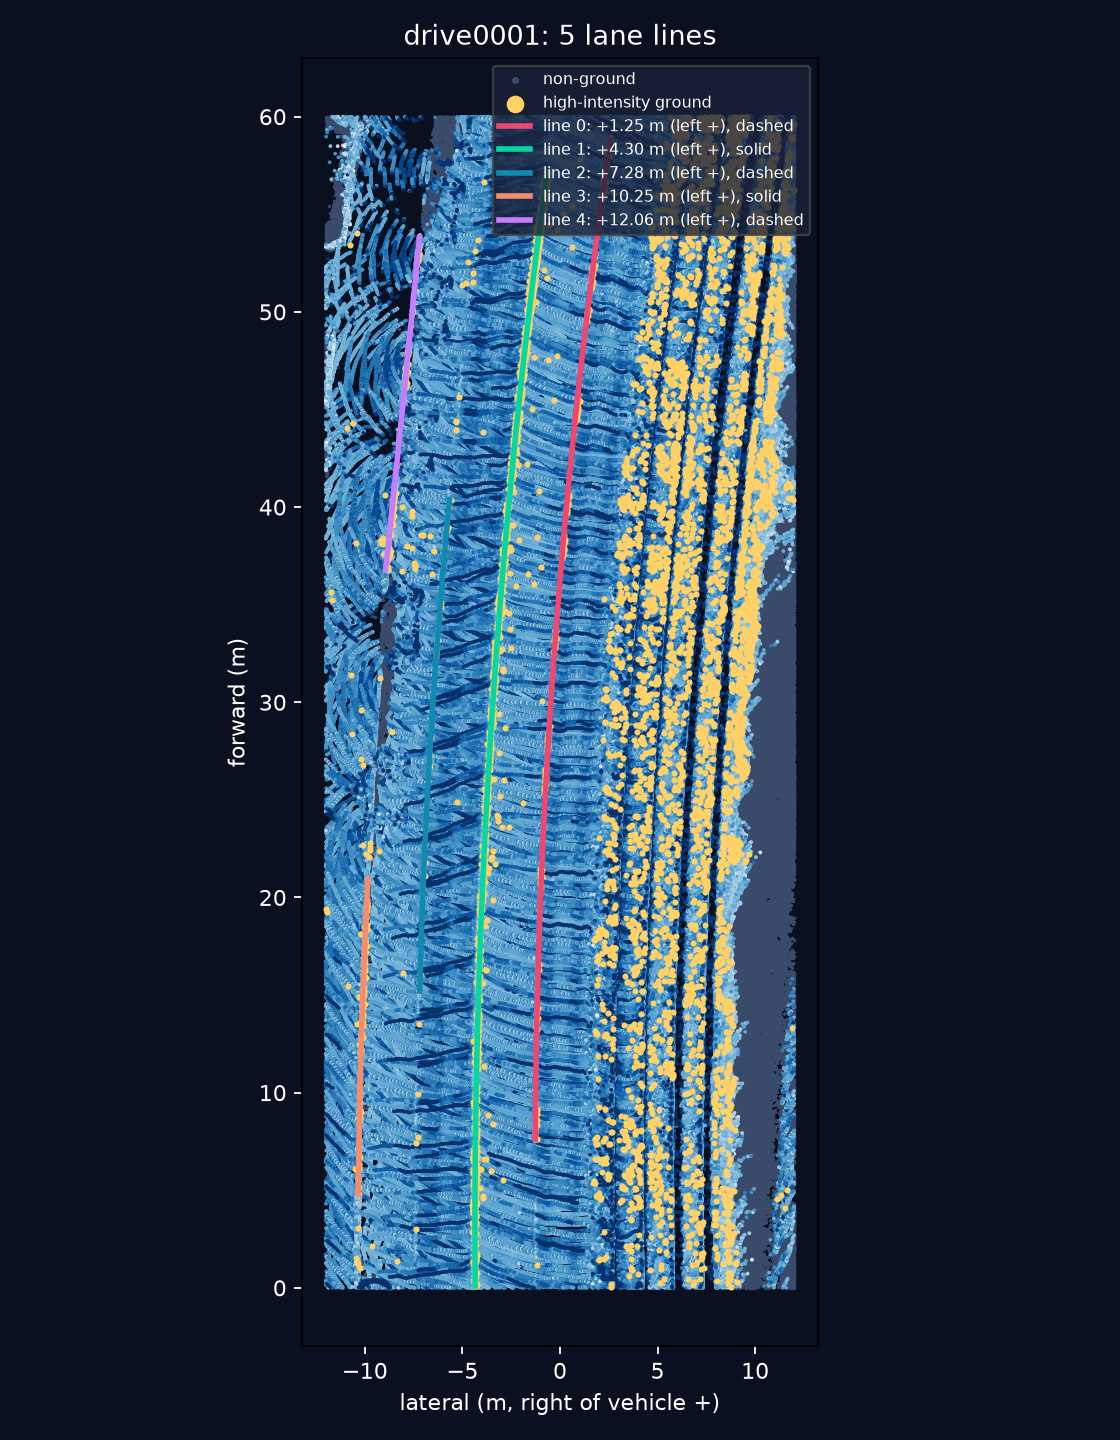 drive0001: 5 lane lines
non-ground
high-intensity ground
line 0: +1.25 m (left +), dashed
line 1: +4.30 m (left +), solid
line 2: +7.28 m (left +), dashed
line 3: +10.25 m (left +), solid
line 4: +12.06 m (left +), dashed
60
50
40
30
20
10
0
forward (m)
−10 −5 0 5 10
lateral (m, right of vehicle +)